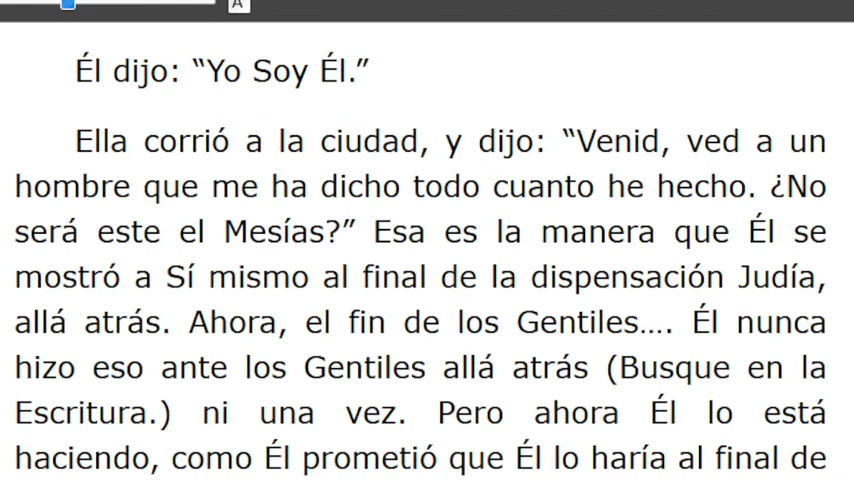 A
Él dijo: “Yo Soy Él.”
Ella corrió a la ciudad, y dijo: “Venid, ved a un
hombre que me ha dicho todo cuanto he hecho. ¿No
será este el Mesías?” Esa es la manera que Él se
mostró a Sí mismo al final de la dispensación Judía,
allá atrás. Ahora, el fin de los Gentiles.... Él nunca
hizo eso ante los Gentiles allá atrás (Busque en la
Escritura.) ni una vez. Pero ahora Él lo está
haciendo, como Él prometió que Él lo haría al final de